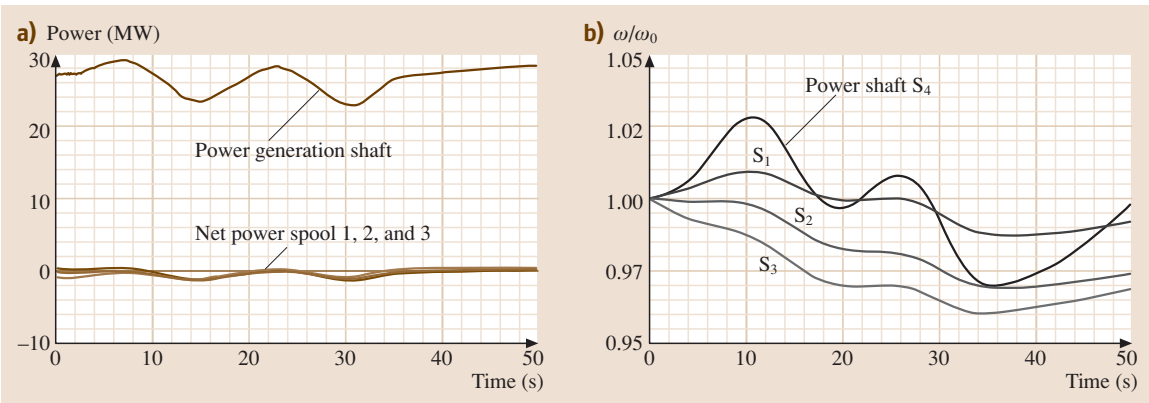 a) Power (MW)
30
20
10
0
−10
Power generation shaft
Net power spool 1, 2, and 3
0 10 20 30 40 50
Time (s)
b) ω/ω₀
1.05
1.02
1.00
0.97
0.95
Power shaft S₄
S₁
S₂
S₃
0 10 20 30 40 50
Time (s)